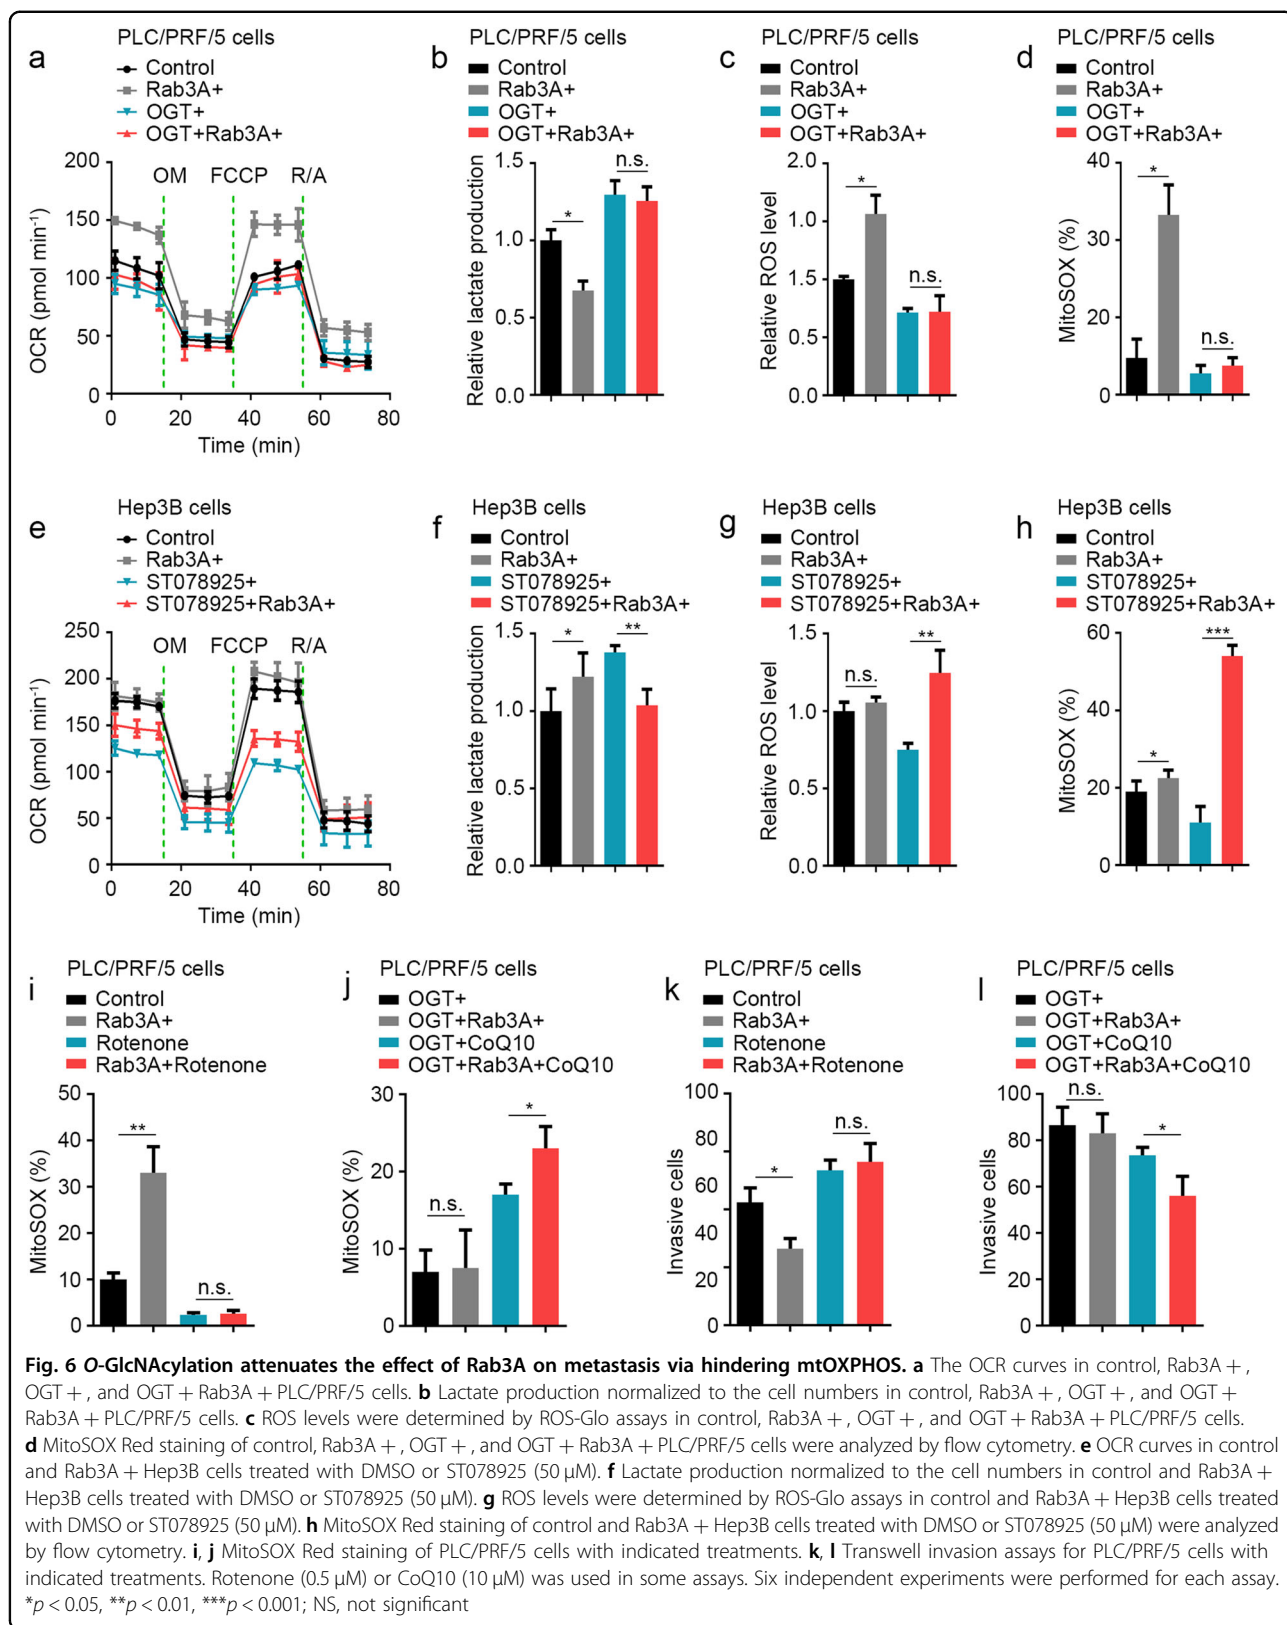 a
PLC/PRF/5 cells
Control
Rab3A+
OGT+
OGT+Rab3A+
OM
FCCP
R/A
200
150
100
50
0
OCR (pmol min⁻¹)
0 20 40 60 80
Time (min)
b
PLC/PRF/5 cells
Control
Rab3A+
OGT+
OGT+Rab3A+
1.5
1.0
0.5
0.0
Relative lactate production
*
n.s.
c
PLC/PRF/5 cells
Control
Rab3A+
OGT+
OGT+Rab3A+
2.0
1.0
1.5
0.5
0.0
Relative ROS level
*
n.s.
d
PLC/PRF/5 cells
Control
Rab3A+
OGT+
OGT+Rab3A+
40
30
20
0
MitoSOX (%)
*
n.s.
e
Hep3B cells
Control
Rab3A+
ST078925+
ST078925+Rab3A+
OM
FCCP
R/A
250
200
150
100
50
0
OCR (pmol min⁻¹)
0 20 40 60 80
Time (min)
f
Hep3B cells
Control
Rab3A+
ST078925+
ST078925+Rab3A+
1.5
1.0
0.5
0.0
Relative lactate production
*
**
g
Hep3B cells
Control
Rab3A+
ST078925+
ST078925+Rab3A+
1.5
1.0
0.5
0.0
Relative ROS level
n.s.
**
h
Hep3B cells
Control
Rab3A+
ST078925+
ST078925+Rab3A+
60
40
20
0
MitoSOX (%)
*
***
i
PLC/PRF/5 cells
Control
Rab3A+
Rotenone
Rab3A+Rotenone
50
40
30
20
10
0
MitoSOX (%)
**
n.s.
j
PLC/PRF/5 cells
OGT+
OGT+Rab3A+
OGT+CoQ10
OGT+Rab3A+CoQ10
30
20
10
0
MitoSOX (%)
n.s.
*
k
PLC/PRF/5 cells
Control
Rab3A+
Rotenone
Rab3A+Rotenone
100
80
60
40
20
0
Invasive cells
*
n.s.
l
PLC/PRF/5 cells
OGT+
OGT+Rab3A+
OGT+CoQ10
OGT+Rab3A+CoQ10
100
80
60
40
20
0
Invasive cells
n.s.
*
Fig. 6 O-GlcNAcylation attenuates the effect of Rab3A on metastasis via hindering mtOXPHOS. a The OCR curves in control, Rab3A +,
OGT +, and OGT + Rab3A + PLC/PRF/5 cells. b Lactate production normalized to the cell numbers in control, Rab3A +, OGT +, and OGT +
Rab3A + PLC/PRF/5 cells. c ROS levels were determined by ROS-Glo assays in control, Rab3A +, OGT +, and OGT + Rab3A + PLC/PRF/5 cells.
d MitoSOX Red staining of control, Rab3A +, OGT +, and OGT + Rab3A + PLC/PRF/5 cells were analyzed by flow cytometry. e OCR curves in control
and Rab3A + Hep3B cells treated with DMSO or ST078925 (50 μM). f Lactate production normalized to the cell numbers in control and Rab3A +
Hep3B cells treated with DMSO or ST078925 (50 μM). g ROS levels were determined by ROS-Glo assays in control and Rab3A + Hep3B cells treated
with DMSO or ST078925 (50 μM). h MitoSOX Red staining of control and Rab3A + Hep3B cells treated with DMSO or ST078925 (50 μM) were analyzed
by flow cytometry. i, j MitoSOX Red staining of PLC/PRF/5 cells with indicated treatments. k, l Transwell invasion assays for PLC/PRF/5 cells with
indicated treatments. Rotenone (0.5 μM) or CoQ10 (10 μM) was used in some assays. Six independent experiments were performed for each assay.
*p < 0.05, **p < 0.01, ***p < 0.001; NS, not significant